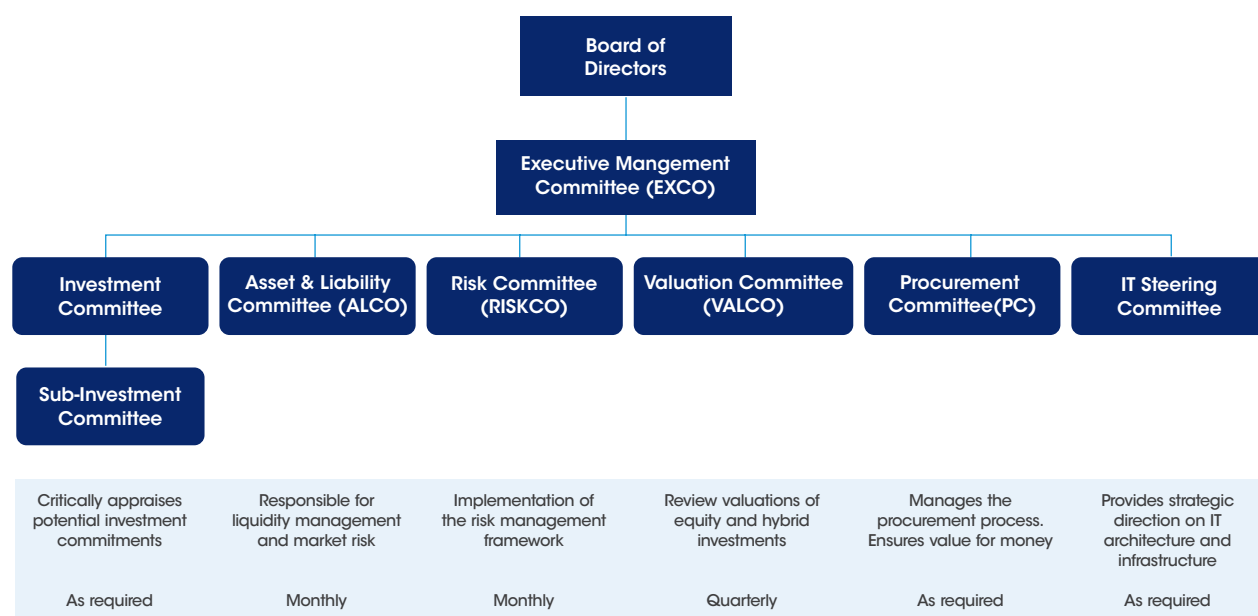 Board of
Directors
Executive Mangement
Committee (EXCO)
Investment
Committee
Asset & Liability
Committee (ALCO)
Risk Committee
(RISKCO)
Valuation Committee
(VALCO)
Procurement
Committee(PC)
IT Steering
Committee
Sub-Investment
Committee
Critically appraises
potential investment
commitments
Responsible for
liquidity management
and market risk
Implementation of
the risk management
framework
Review valuations of
equity and hybrid
investments
Manages the
procurement process.
Ensures value for money
Provides strategic
direction on IT
architecture and
infrastructure
As required
Monthly
Monthly
Quarterly
As required
As required